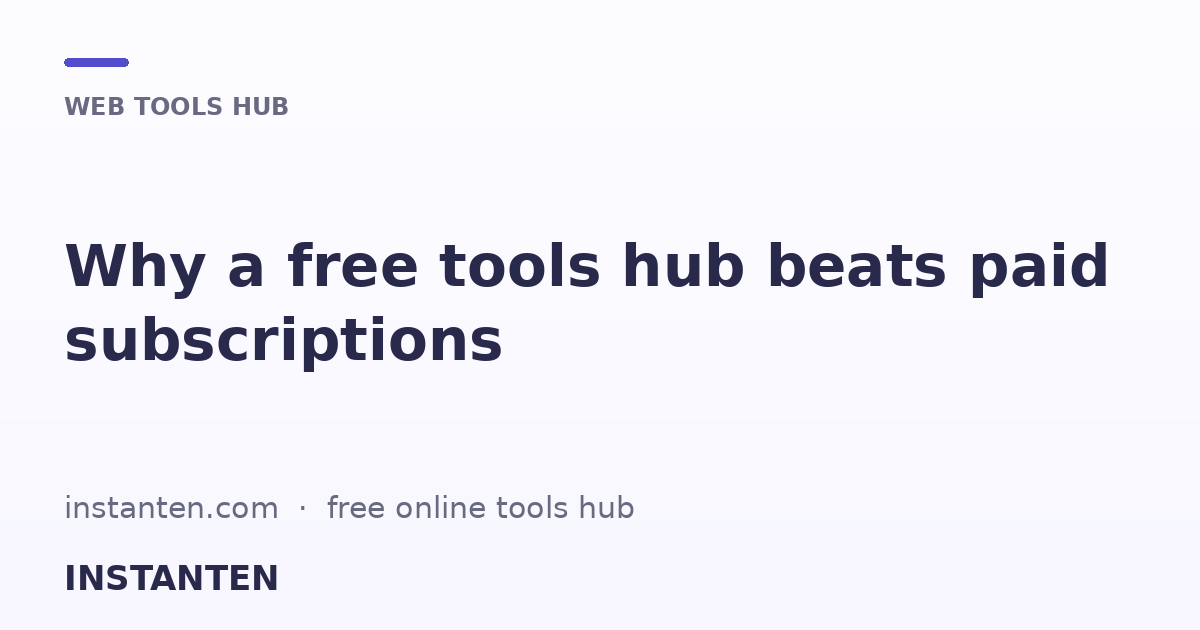 WEB TOOLS HUB
Why a free tools hub beats paid
subscriptions
instanten.com · free online tools hub
INSTANTEN